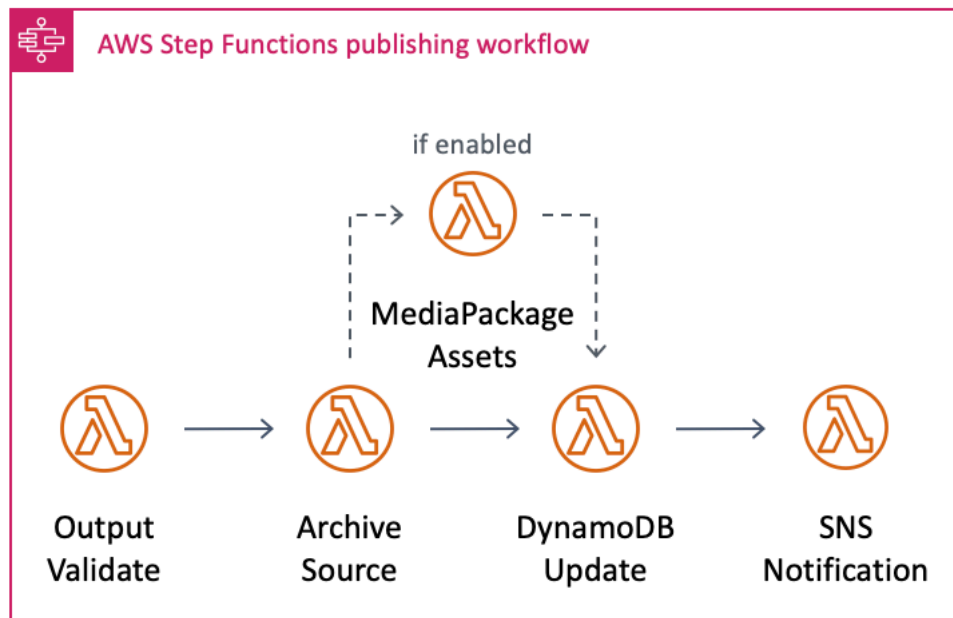 AWS Step Functions publishing workflow
if enabled
MediaPackage
Assets
Output
Validate
Archive
Source
DynamoDB
Update
SNS
Notification